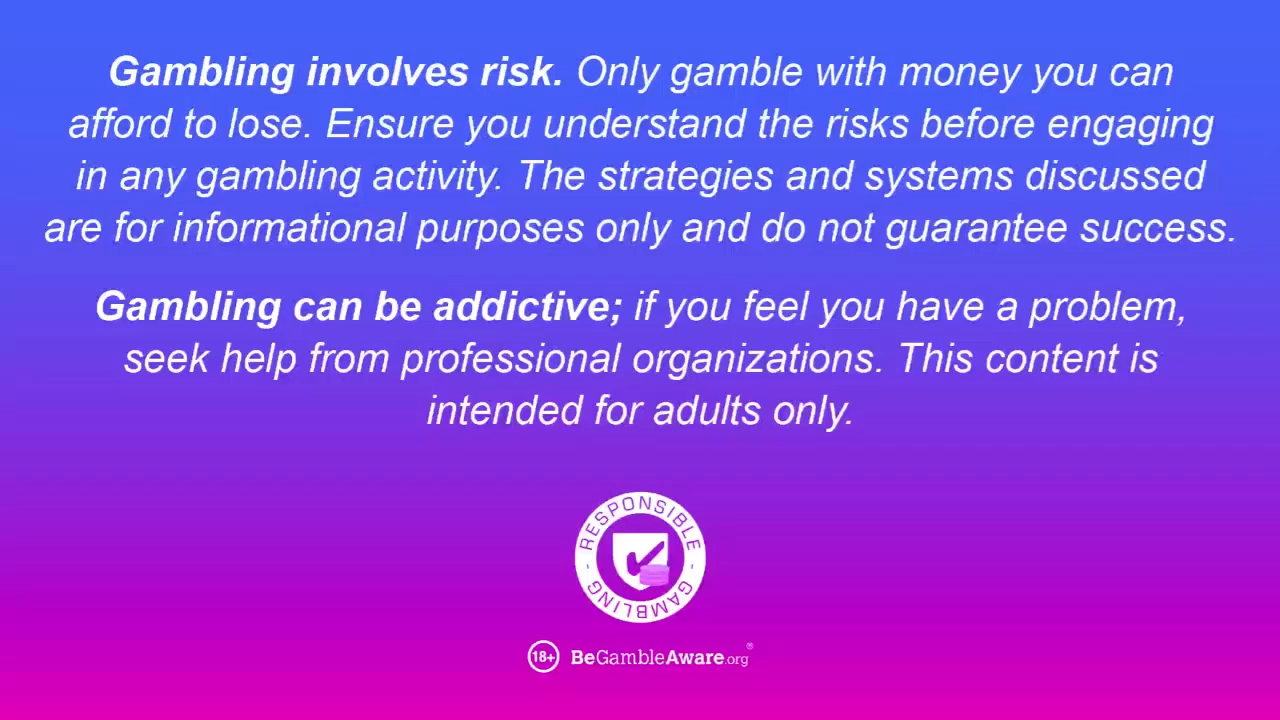 Gambling involves risk. Only gamble with money you can
afford to lose. Ensure you understand the risks before engaging
in any gambling activity. The strategies and systems discussed
are for informational purposes only and do not guarantee success.
Gambling can be addictive; if you feel you have a problem,
seek help from professional organizations. This content is
intended for adults only.
· RESPONSIBLE ·
GAMBLING
18+ BeGambleAware.org®